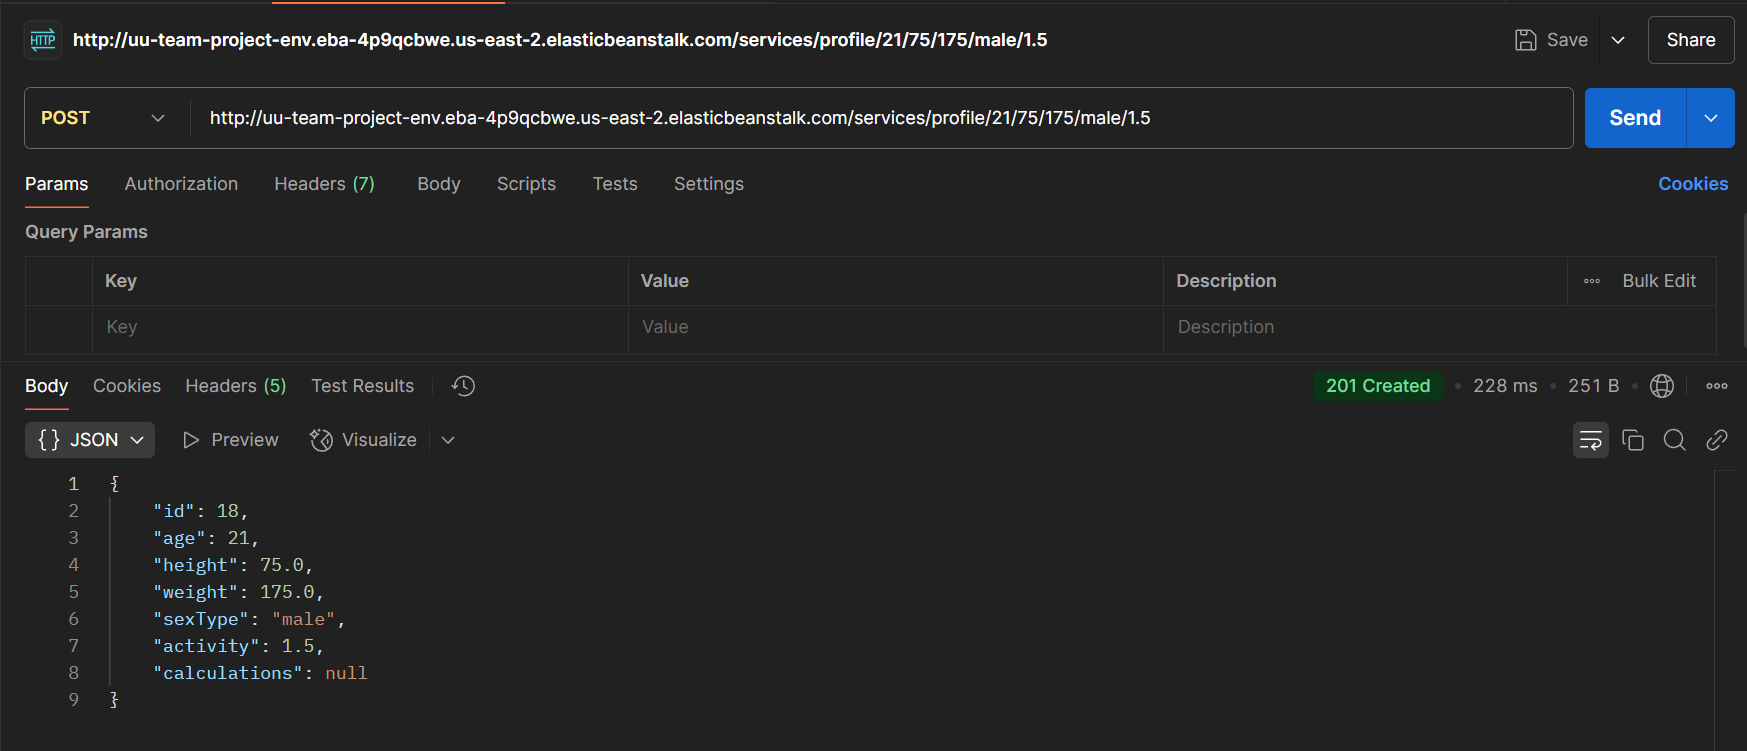 HTTP http://uu-team-project-env.eba-4p9qcbwe.us-east-2.elasticbeanstalk.com/services/profile/21/75/175/male/1.5 Save Share
POST http://uu-team-project-env.eba-4p9qcbwe.us-east-2.elasticbeanstalk.com/services/profile/21/75/175/male/1.5 Send
Params Authorization Headers (7) Body Scripts Tests Settings Cookies
Query Params
Key Value Description Bulk Edit
Key Value Description
Body Cookies Headers (5) Test Results 201 Created • 228 ms • 251 B •
{} JSON Preview Visualize
1 {
2 "id": 18,
3 "age": 21,
4 "height": 75.0,
5 "weight": 175.0,
6 "sexType": "male",
7 "activity": 1.5,
8 "calculations": null
9 }